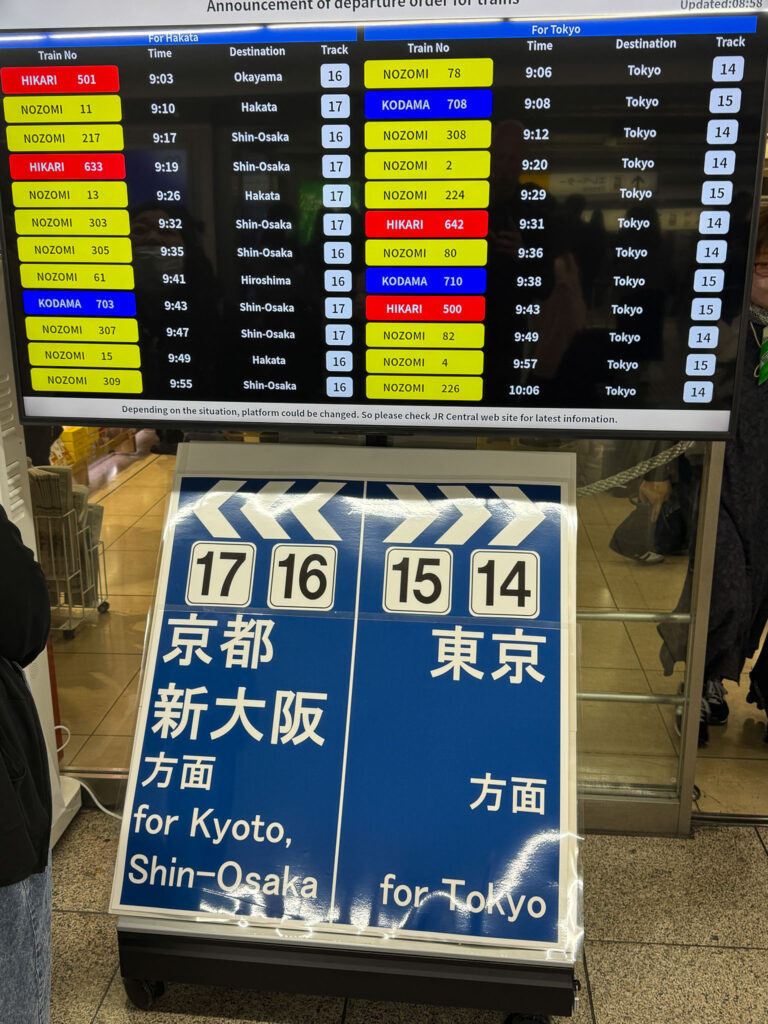 Announcement of departure order for trains
Updated:08:58
For Hakata
Train No Time Destination Track
HIKARI 501 9:03 Okayama 16
NOZOMI 11 9:10 Hakata 17
NOZOMI 217 9:17 Shin-Osaka 16
HIKARI 633 9:19 Shin-Osaka 17
NOZOMI 13 9:26 Hakata 17
NOZOMI 303 9:32 Shin-Osaka 17
NOZOMI 305 9:35 Shin-Osaka 16
NOZOMI 61 9:41 Hiroshima 16
KODAMA 703 9:43 Shin-Osaka 17
NOZOMI 307 9:47 Shin-Osaka 17
NOZOMI 15 9:49 Hakata 16
NOZOMI 309 9:55 Shin-Osaka 16
For Tokyo
Train No Time Destination Track
NOZOMI 78 9:06 Tokyo 14
KODAMA 708 9:08 Tokyo 15
NOZOMI 308 9:12 Tokyo 14
NOZOMI 2 9:20 Tokyo 14
NOZOMI 224 9:29 Tokyo 15
HIKARI 642 9:31 Tokyo 14
NOZOMI 80 9:36 Tokyo 14
KODAMA 710 9:38 Tokyo 15
HIKARI 500 9:43 Tokyo 15
NOZOMI 82 9:49 Tokyo 14
NOZOMI 4 9:57 Tokyo 15
NOZOMI 226 10:06 Tokyo 14
Depending on the situation, platform could be changed. So please check JR Central web site for latest infomation.
17 16
京都
新大阪
方面
for Kyoto,
Shin-Osaka
15 14
東京
方面
for Tokyo